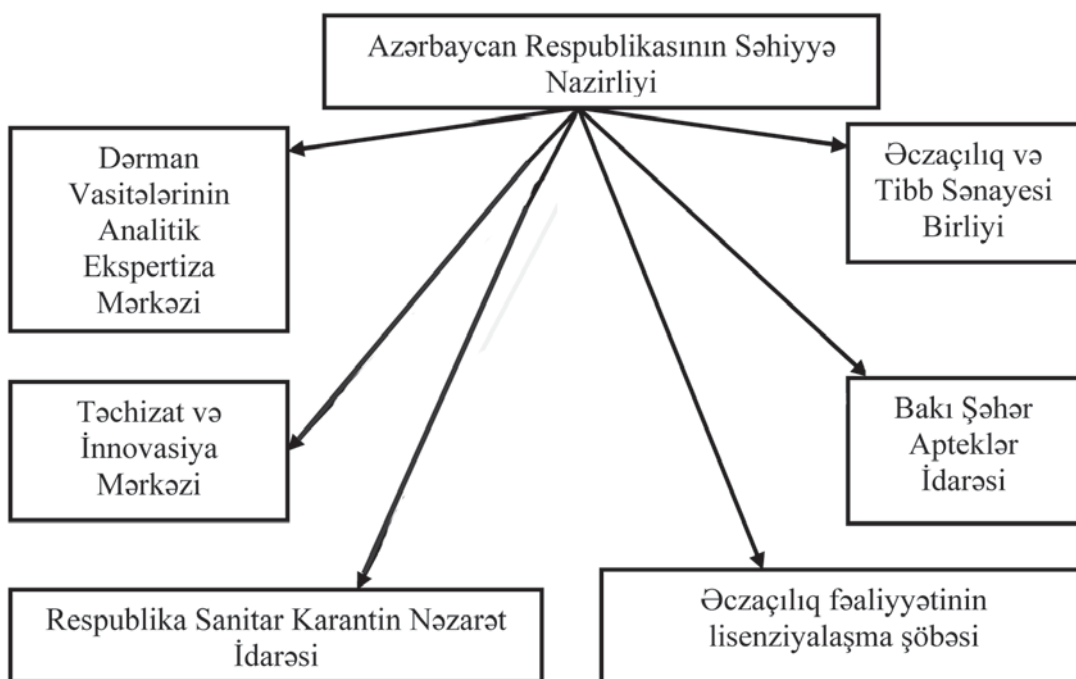 Azərbaycan Respublikasının Səhiyyə
Nazirliyi
Dərman
Vasitələrinin
Analitik
Ekspertiza
Mərkəzi
Əczaçılıq və
Tibb Sənayesi
Birliyi
Təchizat və
İnnovasiya
Mərkəzi
Bakı Şəhər
Apteklər
İdarəsi
Respublika Sanitar Karantin Nəzarət
İdarəsi
Əczaçılıq fəaliyyətinin
lisenziyalaşma şöbəsi